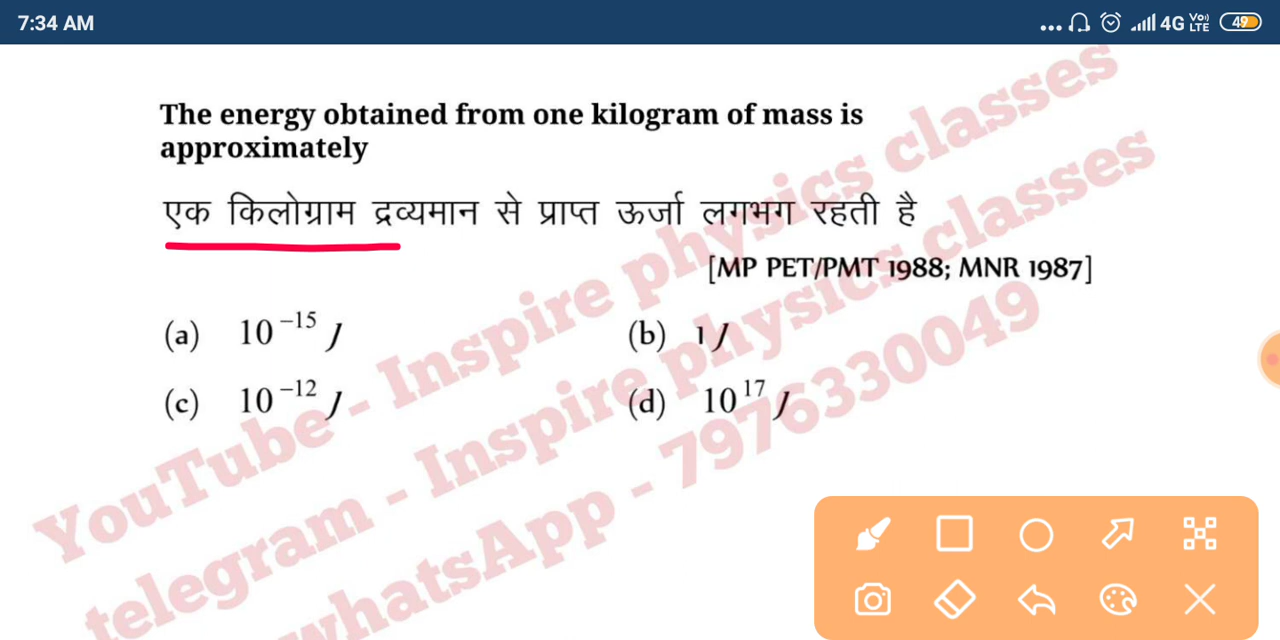 7:34 AM
... 4G Vo)) LTE 49
The energy obtained from one kilogram of mass is
approximately
एक किलोग्राम द्रव्यमान से प्राप्त ऊर्जा लगभग रहती है
[MP PET/PMT 1988; MNR 1987]
(a) 10⁻¹⁵ J (b) 1 J
(c) 10⁻¹² J (d) 10¹⁷ J
YouTube - Inspire physics classes
telegram - Inspire physics classes
whatsApp - 7976330049